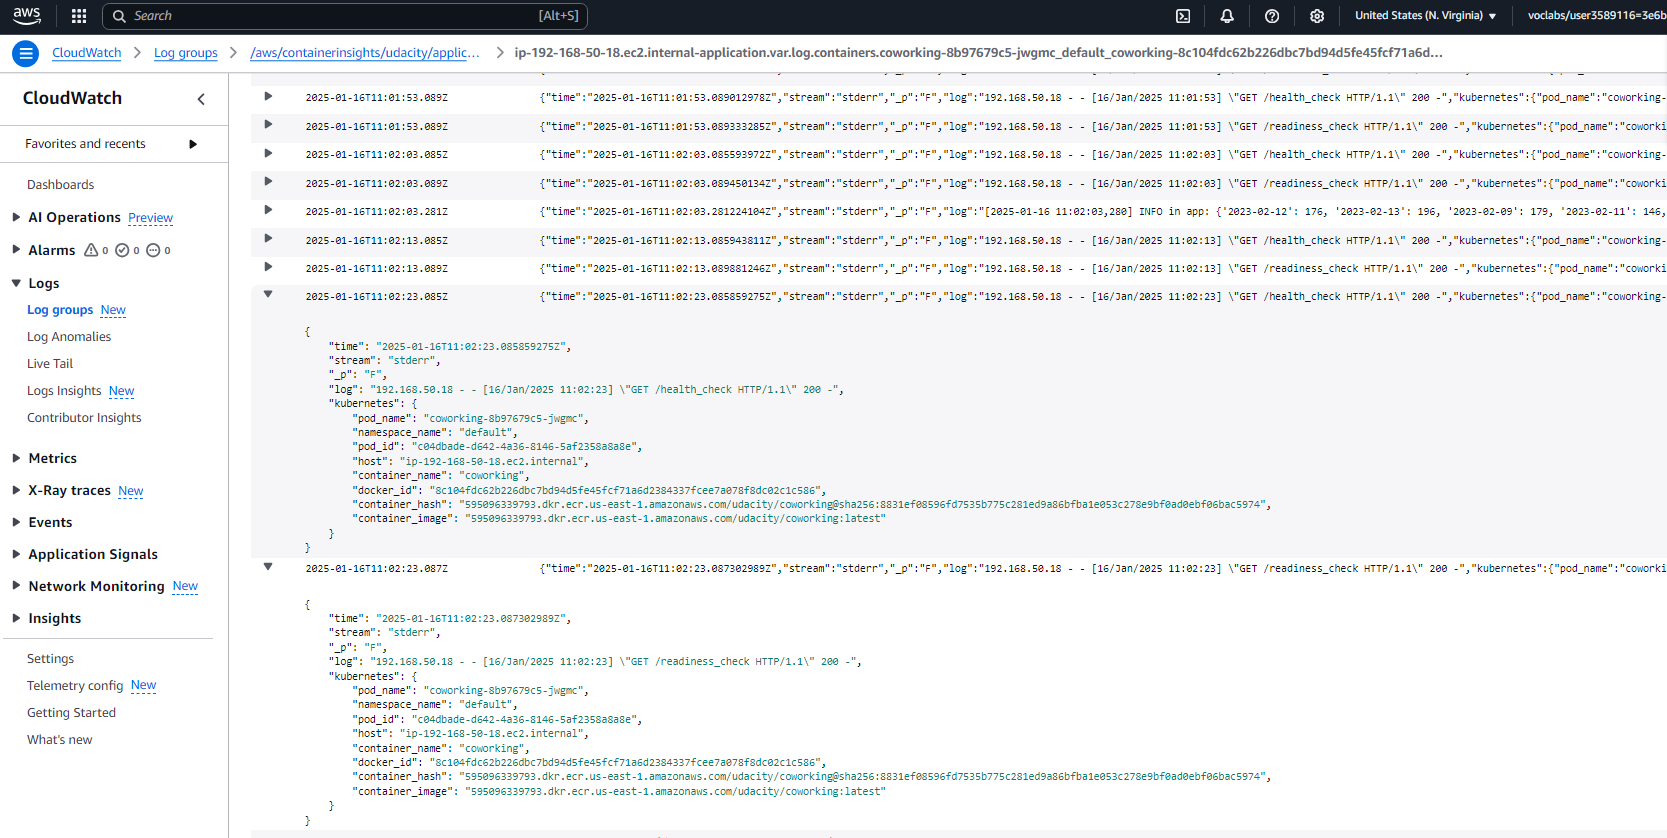 aws
Search [Alt+S]
United States (N. Virginia) ▼ voclabs/user3589116=3e6b
CloudWatch > Log groups > /aws/containerinsights/udacity/applic... > ip-192-168-50-18.ec2.internal-application.var.log.containers.coworking-8b97679c5-jwgmc_default_coworking-8c104fdc62b226dbc7bd94d5fe45fcf71a6d...
CloudWatch
Favorites and recents
Dashboards
AI Operations Preview
Alarms 0 0 0
Logs
Log groups New
Log Anomalies
Live Tail
Logs Insights New
Contributor Insights
Metrics
X-Ray traces New
Events
Application Signals
Network Monitoring New
Insights
Settings
Telemetry config New
Getting Started
What's new
2025-01-16T11:01:53.089Z {"time":"2025-01-16T11:01:53.089012978Z","stream":"stderr","_p":"F","log":"192.168.50.18 - - [16/Jan/2025 11:01:53] \"GET /health_check HTTP/1.1\" 200 -","kubernetes":{"pod_name":"coworking-
2025-01-16T11:01:53.089Z {"time":"2025-01-16T11:01:53.089333285Z","stream":"stderr","_p":"F","log":"192.168.50.18 - - [16/Jan/2025 11:01:53] \"GET /readiness_check HTTP/1.1\" 200 -","kubernetes":{"pod_name":"coworki
2025-01-16T11:02:03.085Z {"time":"2025-01-16T11:02:03.085593972Z","stream":"stderr","_p":"F","log":"192.168.50.18 - - [16/Jan/2025 11:02:03] \"GET /health_check HTTP/1.1\" 200 -","kubernetes":{"pod_name":"coworking-
2025-01-16T11:02:03.089Z {"time":"2025-01-16T11:02:03.089450134Z","stream":"stderr","_p":"F","log":"192.168.50.18 - - [16/Jan/2025 11:02:03] \"GET /readiness_check HTTP/1.1\" 200 -","kubernetes":{"pod_name":"coworki
2025-01-16T11:02:03.281Z {"time":"2025-01-16T11:02:03.281224104Z","stream":"stderr","_p":"F","log":"[2025-01-16 11:02:03,280] INFO in app: {'2023-02-12': 176, '2023-02-13': 196, '2023-02-09': 179, '2023-02-11': 146,
2025-01-16T11:02:13.085Z {"time":"2025-01-16T11:02:13.085943811Z","stream":"stderr","_p":"F","log":"192.168.50.18 - - [16/Jan/2025 11:02:13] \"GET /health_check HTTP/1.1\" 200 -","kubernetes":{"pod_name":"coworking-
2025-01-16T11:02:13.089Z {"time":"2025-01-16T11:02:13.089881246Z","stream":"stderr","_p":"F","log":"192.168.50.18 - - [16/Jan/2025 11:02:13] \"GET /readiness_check HTTP/1.1\" 200 -","kubernetes":{"pod_name":"coworki
2025-01-16T11:02:23.085Z {"time":"2025-01-16T11:02:23.085859275Z","stream":"stderr","_p":"F","log":"192.168.50.18 - - [16/Jan/2025 11:02:23] \"GET /health_check HTTP/1.1\" 200 -","kubernetes":{"pod_name":"coworking-
{
"time": "2025-01-16T11:02:23.085859275Z",
"stream": "stderr",
"_p": "F",
"log": "192.168.50.18 - - [16/Jan/2025 11:02:23] \"GET /health_check HTTP/1.1\" 200 -",
"kubernetes": {
"pod_name": "coworking-8b97679c5-jwgmc",
"namespace_name": "default",
"pod_id": "c04dbade-d642-4a36-8146-5af2358a8a8e",
"host": "ip-192-168-50-18.ec2.internal",
"container_name": "coworking",
"docker_id": "8c104fdc62b226dbc7bd94d5fe45fcf71a6d2384337fcee7a078f8dc02c1c586",
"container_hash": "595096339793.dkr.ecr.us-east-1.amazonaws.com/udacity/coworking@sha256:8831ef08596fd7535b775c281ed9a86bfba1e053c278e9bf0ad0ebf06bac5974",
"container_image": "595096339793.dkr.ecr.us-east-1.amazonaws.com/udacity/coworking:latest"
}
}
2025-01-16T11:02:23.087Z {"time":"2025-01-16T11:02:23.087302989Z","stream":"stderr","_p":"F","log":"192.168.50.18 - - [16/Jan/2025 11:02:23] \"GET /readiness_check HTTP/1.1\" 200 -","kubernetes":{"pod_name":"coworki
{
"time": "2025-01-16T11:02:23.087302989Z",
"stream": "stderr",
"_p": "F",
"log": "192.168.50.18 - - [16/Jan/2025 11:02:23] \"GET /readiness_check HTTP/1.1\" 200 -",
"kubernetes": {
"pod_name": "coworking-8b97679c5-jwgmc",
"namespace_name": "default",
"pod_id": "c04dbade-d642-4a36-8146-5af2358a8a8e",
"host": "ip-192-168-50-18.ec2.internal",
"container_name": "coworking",
"docker_id": "8c104fdc62b226dbc7bd94d5fe45fcf71a6d2384337fcee7a078f8dc02c1c586",
"container_hash": "595096339793.dkr.ecr.us-east-1.amazonaws.com/udacity/coworking@sha256:8831ef08596fd7535b775c281ed9a86bfba1e053c278e9bf0ad0ebf06bac5974",
"container_image": "595096339793.dkr.ecr.us-east-1.amazonaws.com/udacity/coworking:latest"
}
}